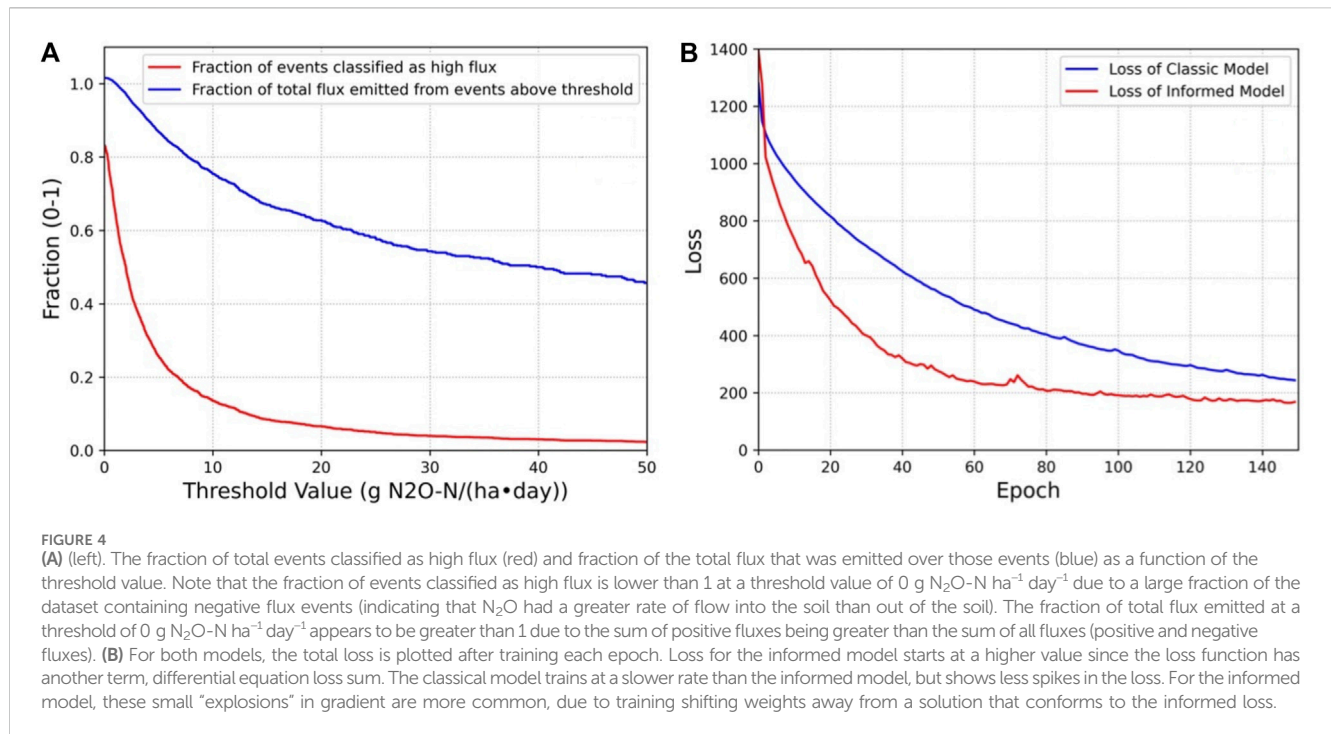 A
Fraction of events classified as high flux
Fraction of total flux emitted from events above threshold
1.0
0.8
0.6
0.4
0.2
0.0
Fraction (0-1)
0 10 20 30 40 50
Threshold Value (g N2O-N/(ha•day))
B
Loss of Classic Model
Loss of Informed Model
1400
1200
1000
800
600
400
200
0
Loss
0 20 40 60 80 100 120 140
Epoch
FIGURE 4
(A) (left). The fraction of total events classified as high flux (red) and fraction of the total flux that was emitted over those events (blue) as a function of the
threshold value. Note that the fraction of events classified as high flux is lower than 1 at a threshold value of 0 g N₂O-N ha⁻¹ day⁻¹ due to a large fraction of the
dataset containing negative flux events (indicating that N₂O had a greater rate of flow into the soil than out of the soil). The fraction of total flux emitted at a
threshold of 0 g N₂O-N ha⁻¹ day⁻¹ appears to be greater than 1 due to the sum of positive fluxes being greater than the sum of all fluxes (positive and negative
fluxes). (B) For both models, the total loss is plotted after training each epoch. Loss for the informed model starts at a higher value since the loss function has
another term, differential equation loss sum. The classical model trains at a slower rate than the informed model, but shows less spikes in the loss. For the informed
model, these small “explosions” in gradient are more common, due to training shifting weights away from a solution that conforms to the informed loss.